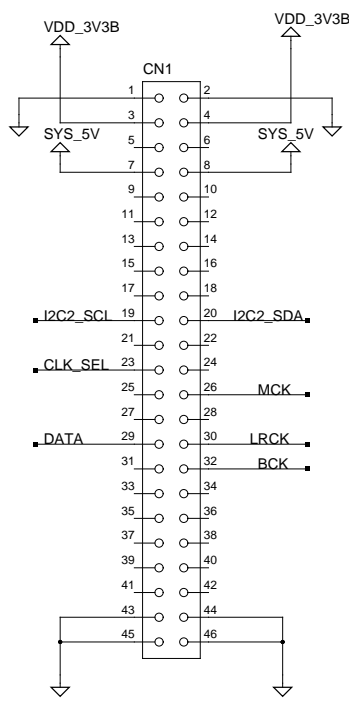 VDD_3V3B
VDD_3V3B
CN1
1 2
3 4
SYS_5V SYS_5V
5 6
7 8
9 10
11 12
13 14
15 16
17 18
I2C2_SCL 19 20 I2C2_SDA
21 22
CLK_SEL 23 24
25 26 MCK
27 28
DATA 29 30 LRCK
31 32 BCK
33 34
35 36
37 38
39 40
41 42
43 44
45 46